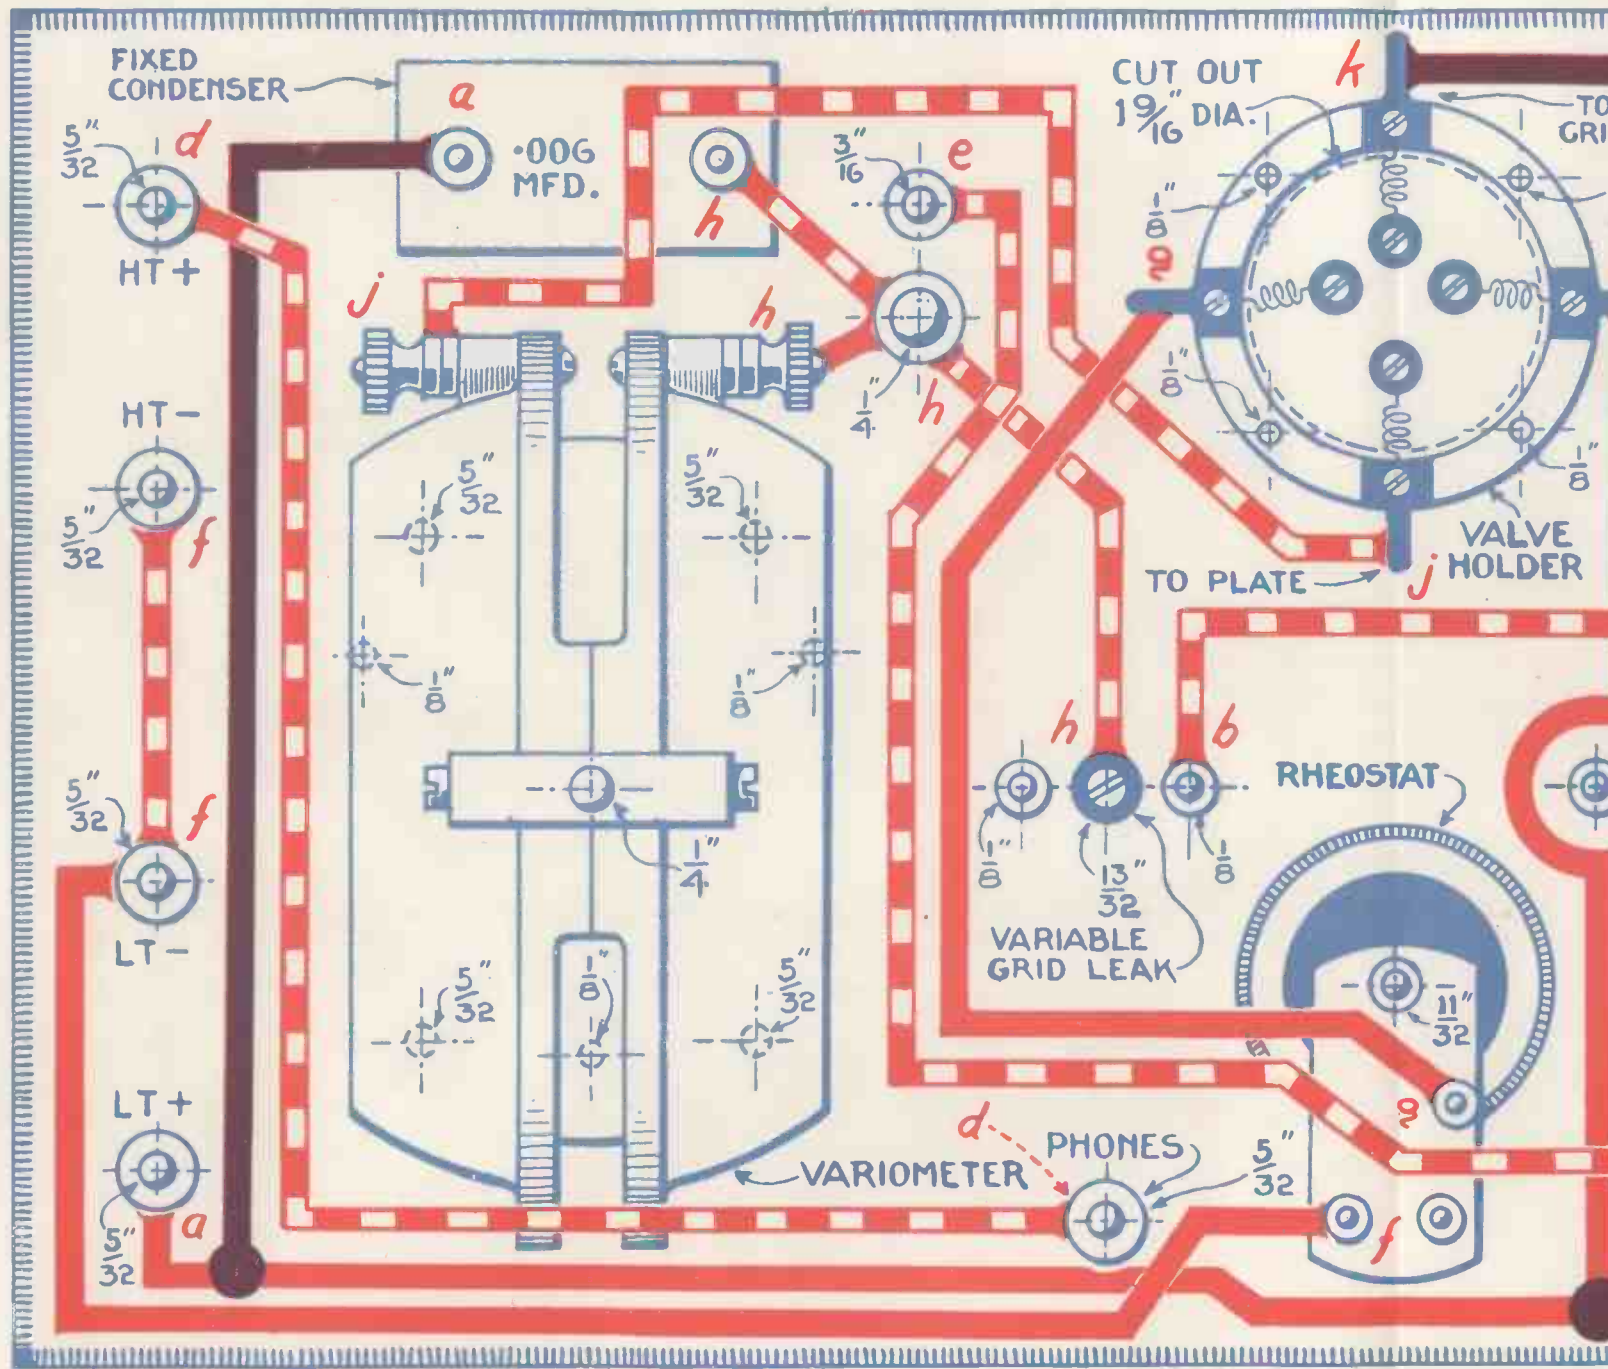 FIXED
CONDENSER
a
.006
MFD.
5/32"
d
HT+
h
j
h
3/16
e
1/4"
h
CUT OUT
1 9/16" DIA.
k
TO
GRI
1/8"
g
1/8"
1/8"
VALVE
HOLDER
TO PLATE
j
HT-
5/32"
f
5/32"
5/32"
1/8"
1/8"
5/32"
f
LT-
1/4"
h
b
1/8"
13/32"
1/8"
VARIABLE
GRID LEAK
RHEOSTAT
11/32"
5/32"
1/8"
5/32"
LT+
5/32"
a
VARIOMETER
d
PHONES
5/32"
g
f